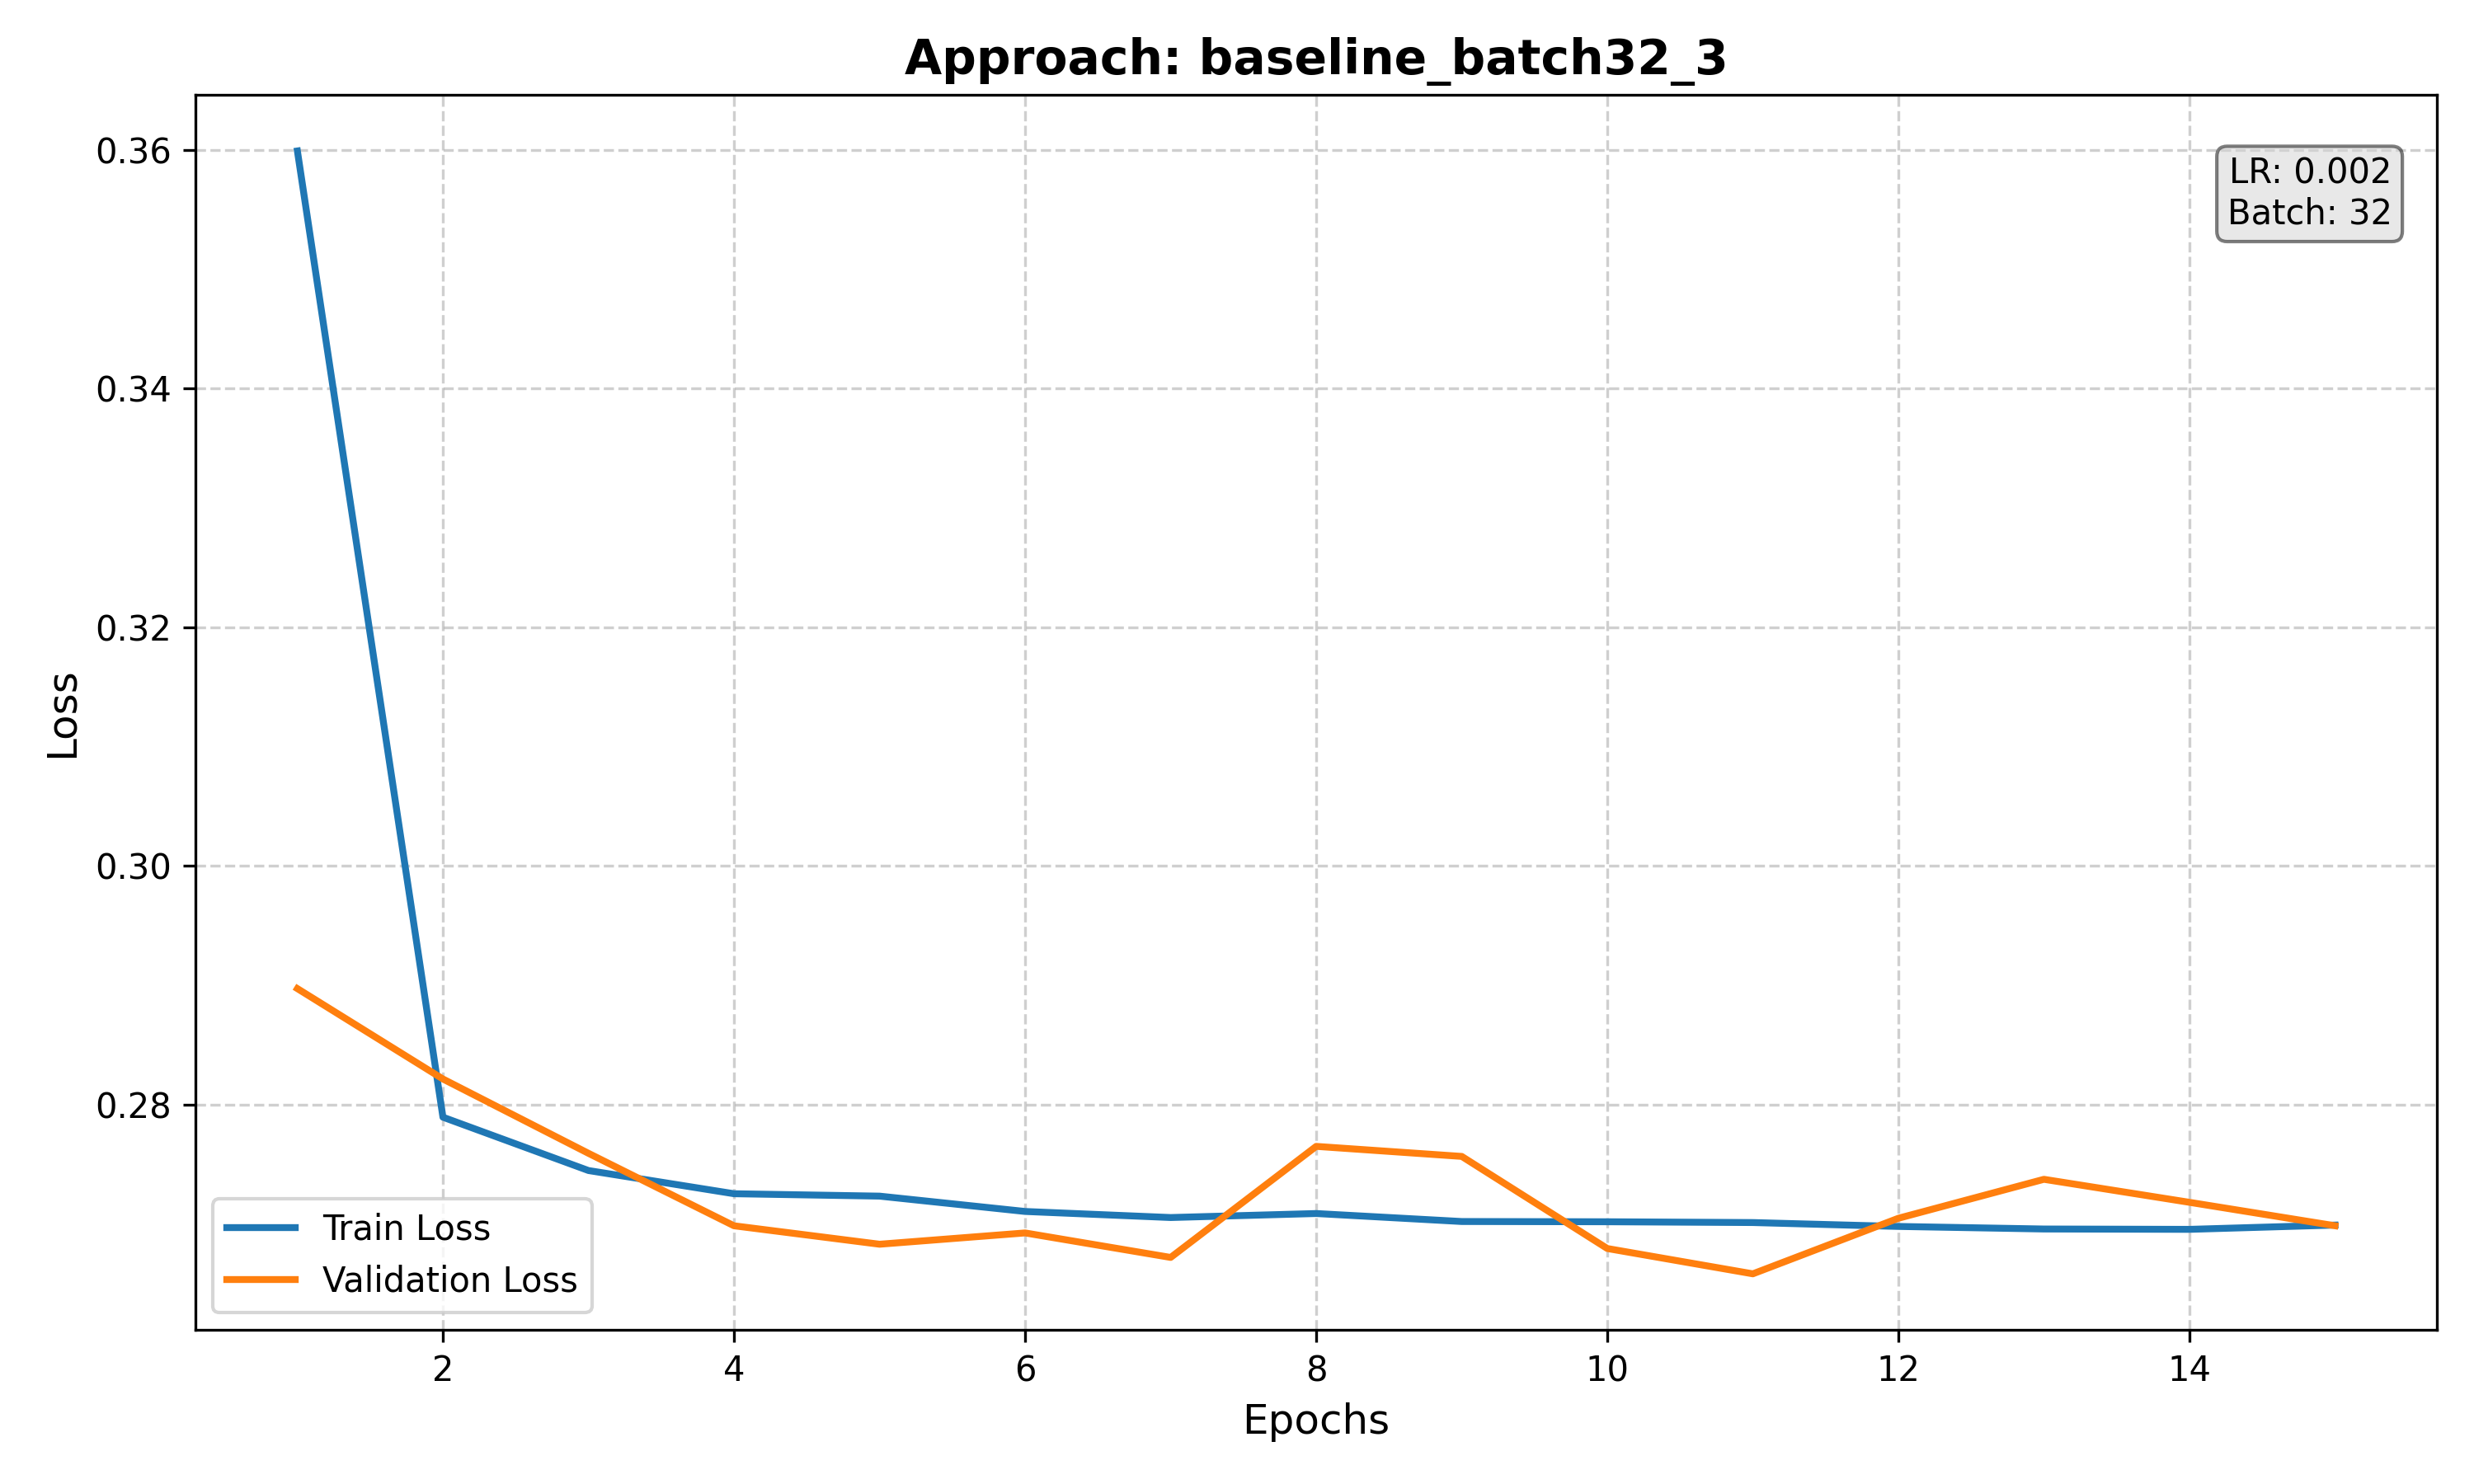 Approach: baseline_batch32_3
LR: 0.002
Batch: 32
Loss
0.36
0.34
0.32
0.30
0.28
Train Loss
Validation Loss
2 4 6 8 10 12 14
Epochs